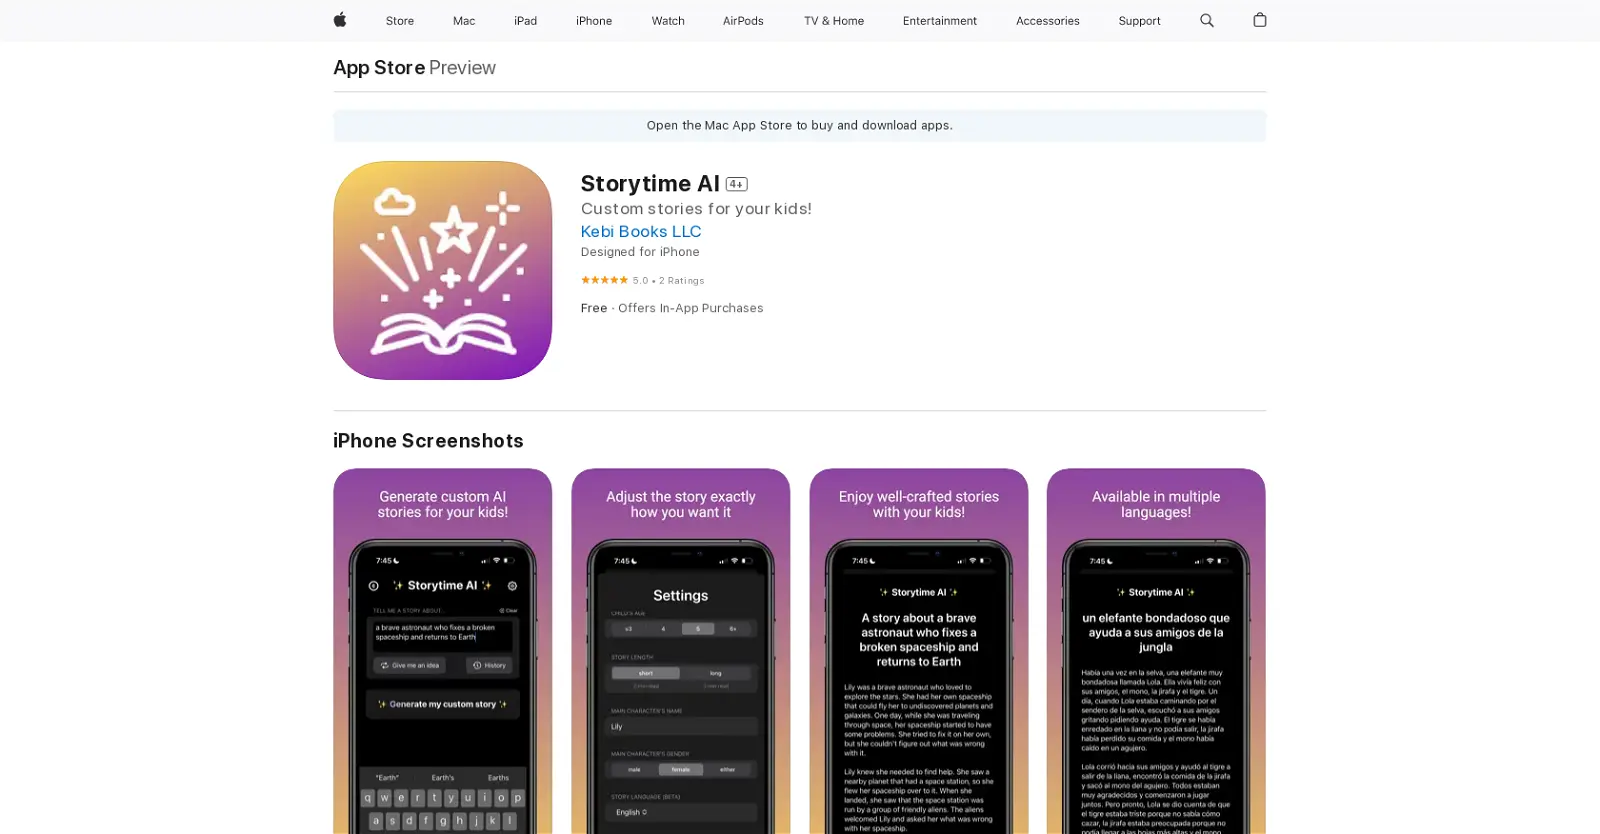 Store Mac iPad iPhone Watch AirPods TV & Home Entertainment Accessories Support
App Store Preview
Open the Mac App Store to buy and download apps.
Storytime AI 4+
Custom stories for your kids!
Kebi Books LLC
Designed for iPhone
5.0 • 2 Ratings
Free · Offers In-App Purchases
iPhone Screenshots
Generate custom AI
stories for your kids!
7:45
✨ Storytime AI ✨
TELL ME A STORY ABOUT...
Clear
a brave astronaut who fixes a broken
spaceship and returns to Earth
Give me an idea
History
✨ Generate my custom story ✨
"Earth" Earth's Earths
q w e r t y u i o p
a s d f g h j k l
Adjust the story exactly
how you want it
7:45
Settings
CHILD'S AGE
≤3 4 5 6+
STORY LENGTH
short long
MAIN CHARACTER'S NAME
Lily
MAIN CHARACTER'S GENDER
male female either
STORY LANGUAGE (BETA)
English
Enjoy well-crafted stories
with your kids!
7:45
✨ Storytime AI ✨
A story about a brave
astronaut who fixes a
broken spaceship and
returns to Earth
Lily was a brave astronaut who loved to
explore the stars. She had her own spaceship
that could fly her to undiscovered planets and
galaxies. One day, while she was traveling
through space, her spaceship started to have
some problems. She tried to fix it on her own,
but she couldn't figure out what was wrong
with it.
Lily knew she needed to find help. She saw a
nearby planet that had a space station, so she
flew her spaceship over to it. When she
landed, she saw that the space station was
run by a group of friendly aliens. The aliens
welcomed Lily and asked her what was wrong
with her spaceship.
Available in multiple
languages!
7:45
✨ Storytime AI ✨
un elefante bondadoso que
ayuda a sus amigos de la
jungla
Había una vez en la selva, una elefante muy
bondadosa llamada Lola. Ella vivía feliz con
sus amigos, el mono, la jirafa y el tigre. Un
día, cuando Lola estaba caminando por el
sendero de la selva, escuchó a sus amigos
gritando pidiendo ayuda. El tigre se había
enredado en la liana y no podía salir, la jirafa
había perdido su comida y el mono había
caído en un agujero.
Lola corrió hacia sus amigos y ayudó al tigre a
salir de la liana, encontró la comida de la jirafa
y sacó al mono del agujero. Todos estaban
muy agradecidos y comenzaron a jugar
juntos. Pero pronto, Lola se dio cuenta de que
el tigre estaba triste porque no sabía cómo
cazar, la jirafa estaba preocupada porque no
podía llegar a las hojas más altas y el mono